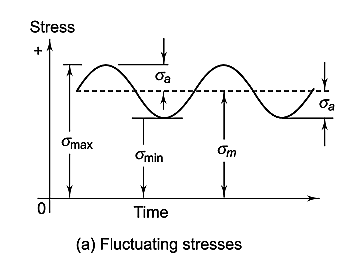 Stress
+
σa
σa
σmax
σmin
σm
0
Time
(a) Fluctuating stresses